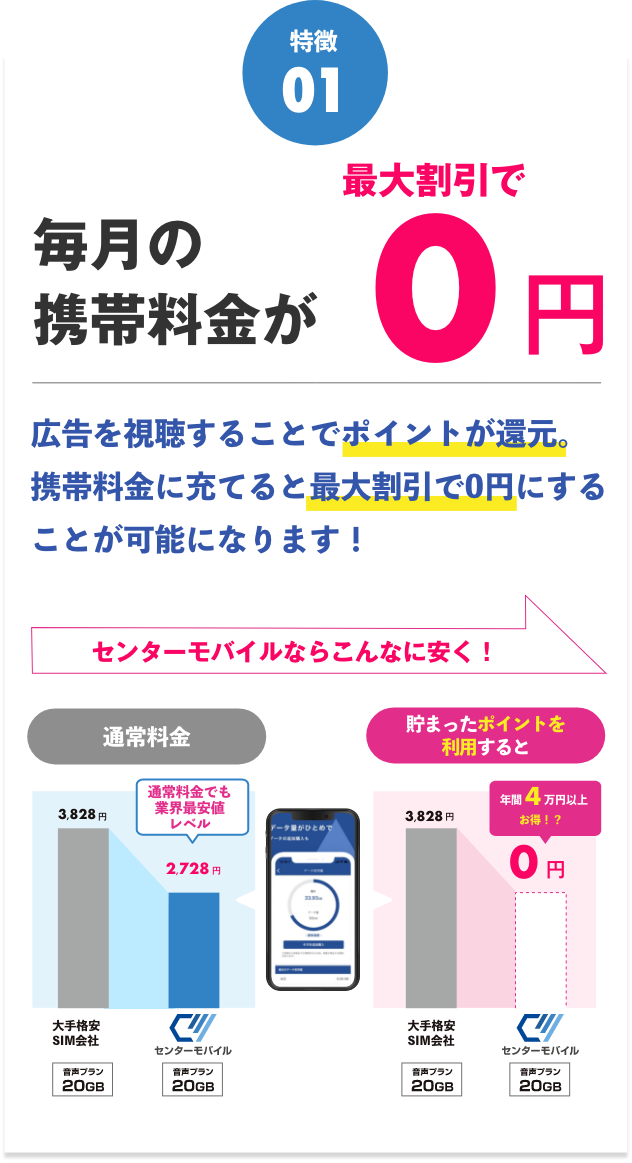 特徴
01
最大割引で
毎月の
携帯料金が
0円
広告を視聴することでポイントが還元。
携帯料金に充てると最大割引で0円にする
ことが可能になります！
センターモバイルならこんなに安く！
通常料金
貯まったポイントを
利用すると
3,828円
通常料金でも
業界最安値
レベル
2,728円
データ量がひとめで
3,828円
年間4万円以上
お得！？
0円
大手格安
SIM会社
センターモバイル
音声プラン
20GB
音声プラン
20GB
大手格安
SIM会社
センターモバイル
音声プラン
20GB
音声プラン
20GB